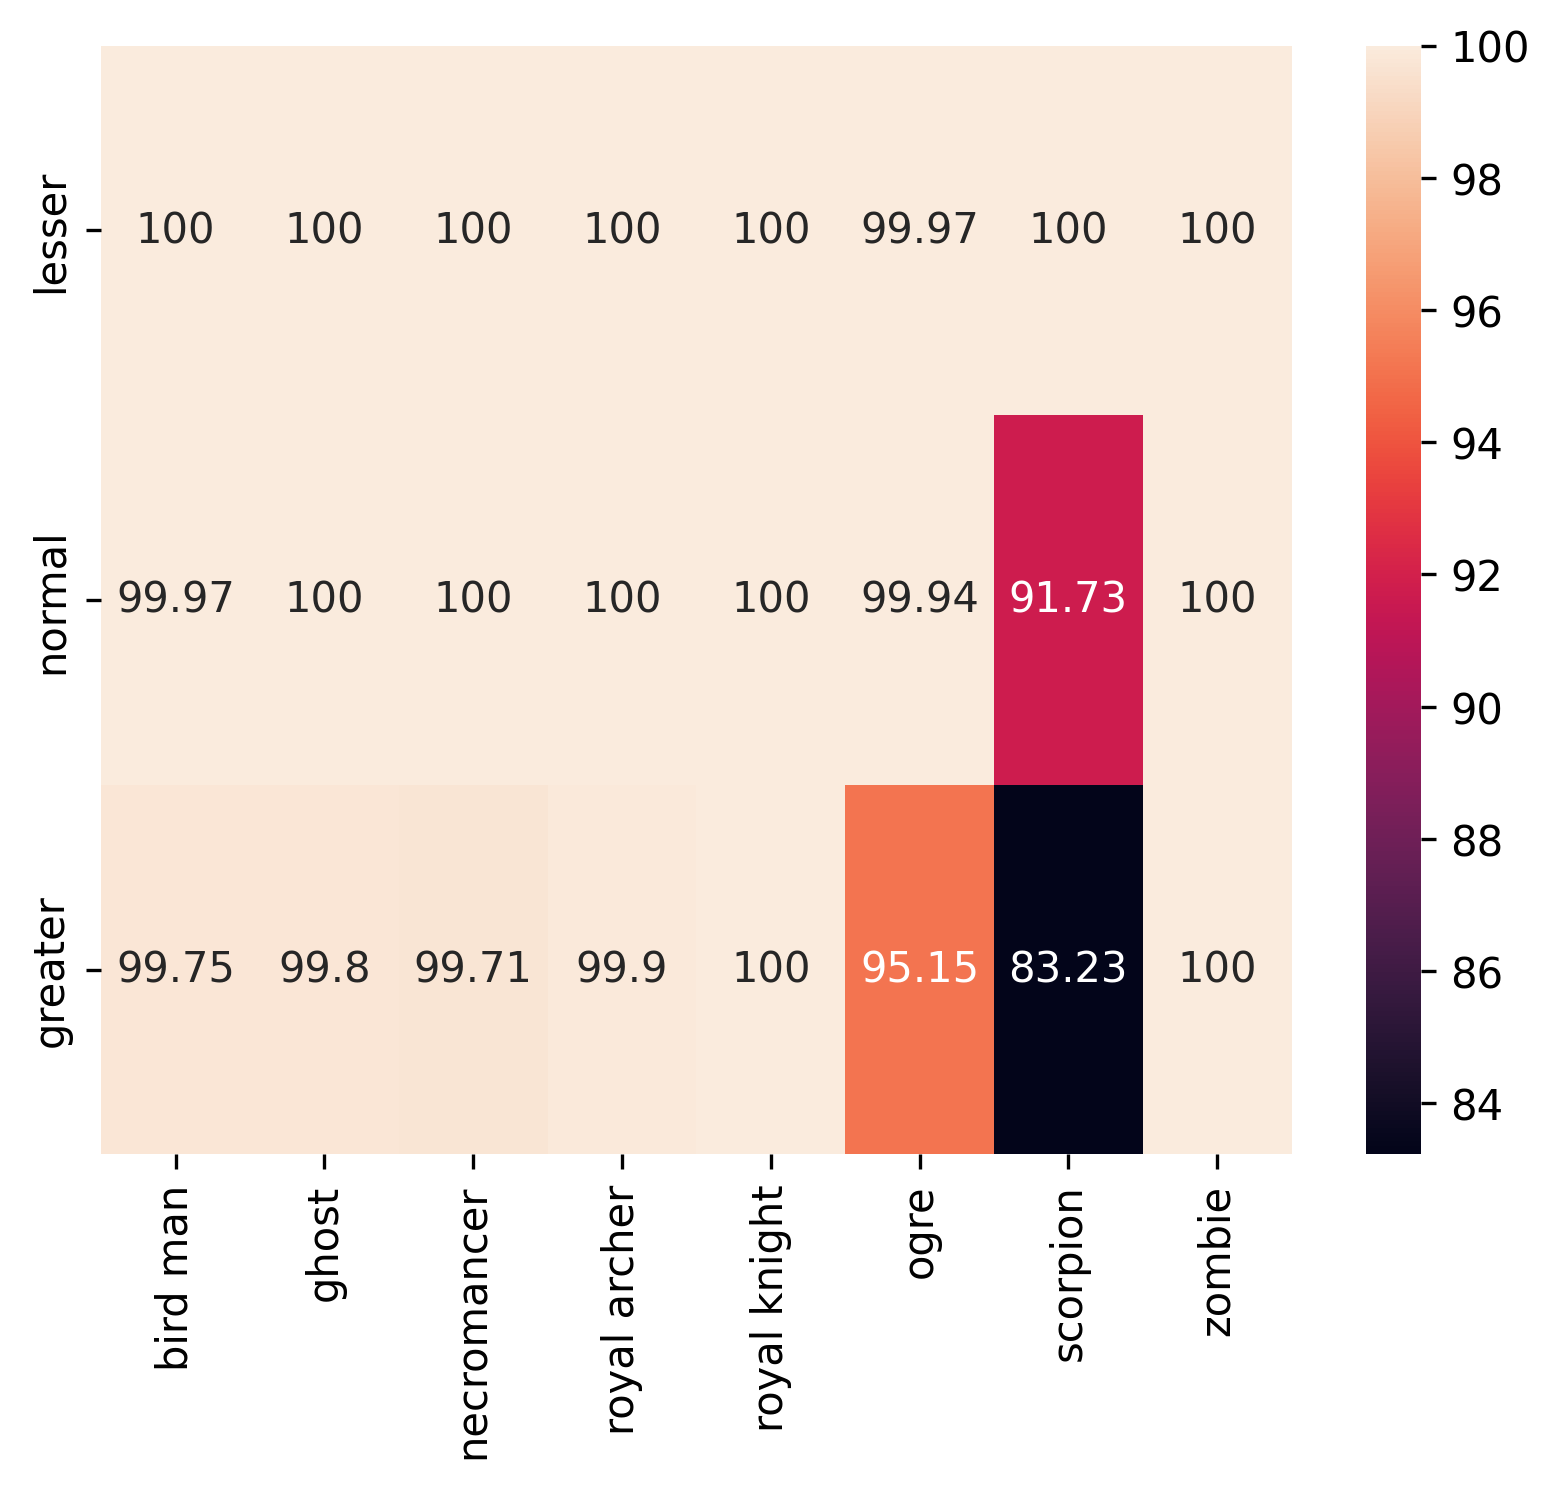 lesser 100 100 100 100 100 99.97 100 100
normal 99.97 100 100 100 100 99.94 91.73 100
greater 99.75 99.8 99.71 99.9 100 95.15 83.23 100
bird man
ghost
necromancer
royal archer
royal knight
ogre
scorpion
zombie
100
98
96
94
92
90
88
86
84